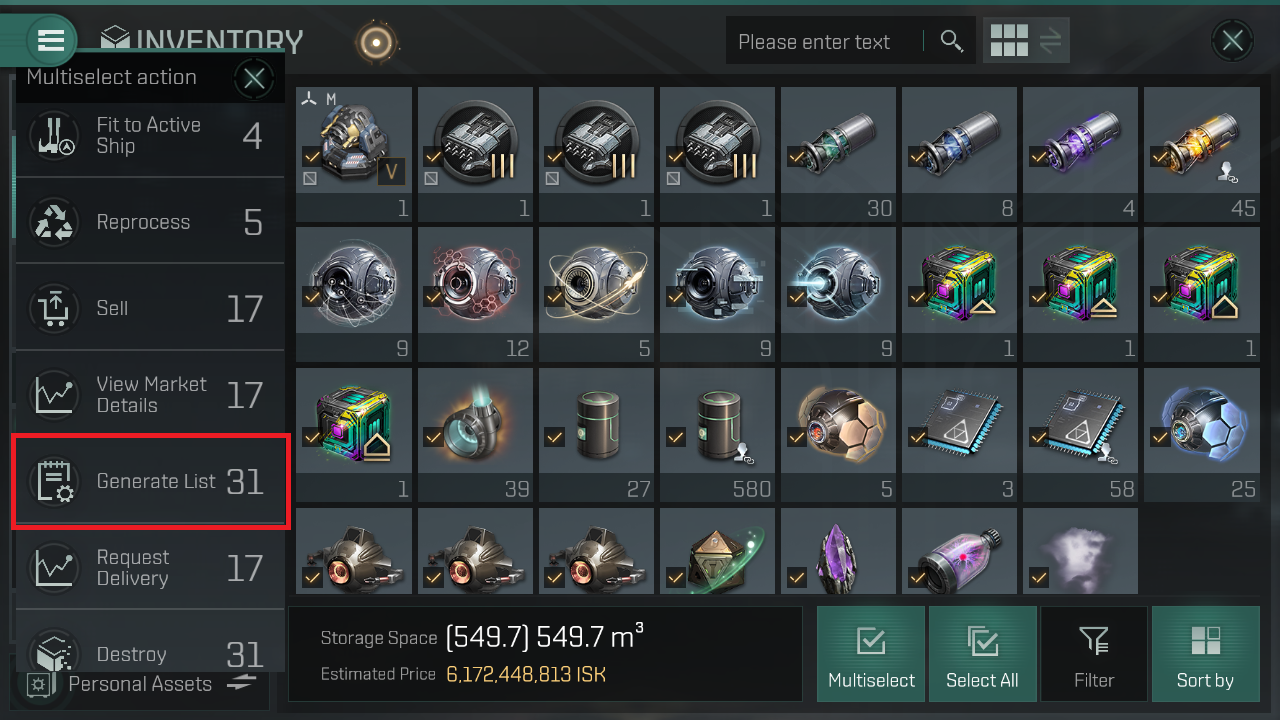 INVENTORY
Please enter text
Multiselect action
Fit to Active
Ship
4
Reprocess
5
Sell
17
View Market
Details
17
Generate List
31
Request
Delivery
17
Destroy
31
Personal Assets
M
V
1
III
1
III
1
III
1
30
8
4
45
9
12
5
9
9
1
1
1
1
39
27
580
5
3
58
25
Storage Space (549.7) 549.7 m³
Estimated Price 6,172,448,813 ISK
Multiselect
Select All
Filter
Sort by